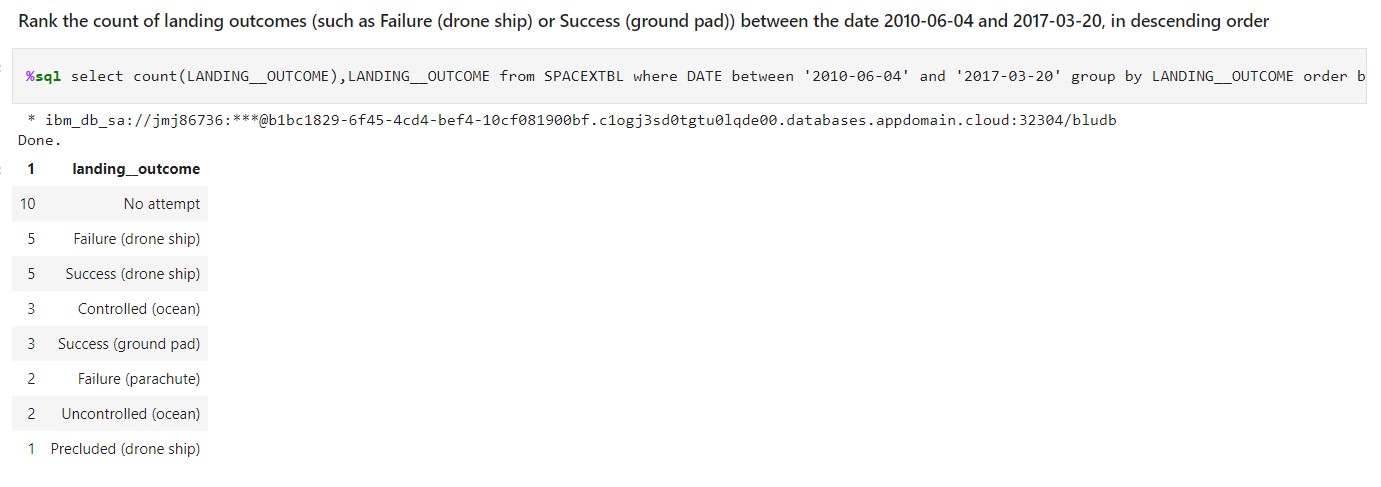 Rank the count of landing outcomes (such as Failure (drone ship) or Success (ground pad)) between the date 2010-06-04 and 2017-03-20, in descending order
%sql select count(LANDING__OUTCOME),LANDING__OUTCOME from SPACEXTBL where DATE between '2010-06-04' and '2017-03-20' group by LANDING__OUTCOME order b
* ibm_db_sa://jmj86736:***@b1bc1829-6f45-4cd4-bef4-10cf081900bf.c1ogj3sd0tgtu0lqde00.databases.appdomain.cloud:32304/bludb
Done.
1 landing__outcome
10 No attempt
5 Failure (drone ship)
5 Success (drone ship)
3 Controlled (ocean)
3 Success (ground pad)
2 Failure (parachute)
2 Uncontrolled (ocean)
1 Precluded (drone ship)